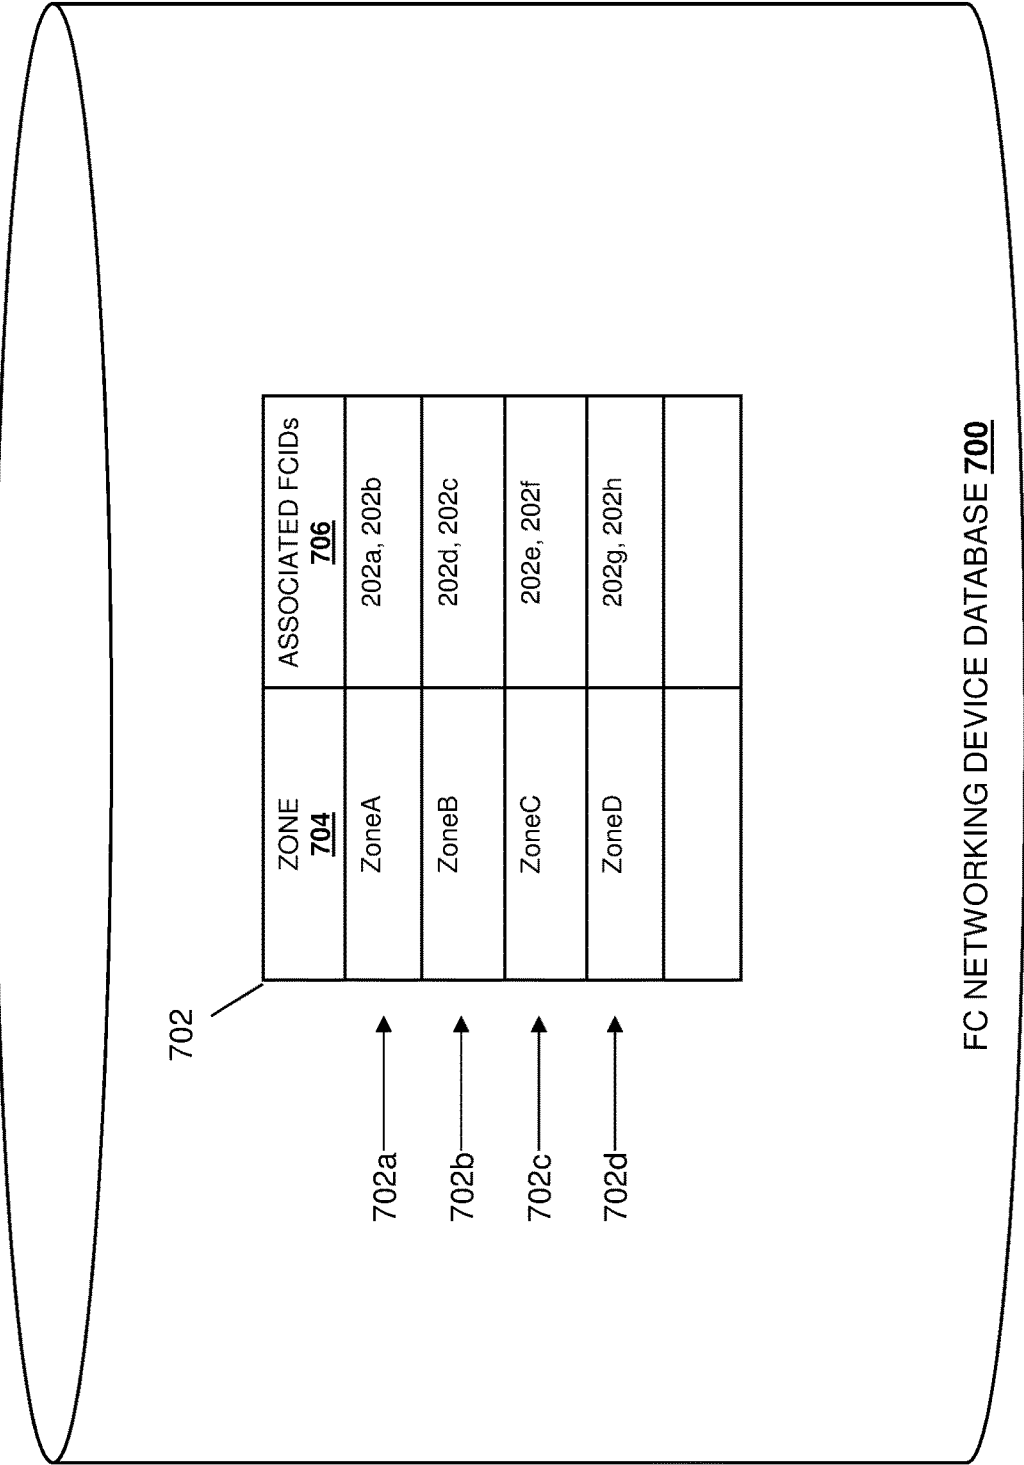 702
ZONE ASSOCIATED FCIDs
704 706
702a ZoneA 202a, 202b
702b ZoneB 202d, 202c
702c ZoneC 202e, 202f
702d ZoneD 202g, 202h
FC NETWORKING DEVICE DATABASE 700